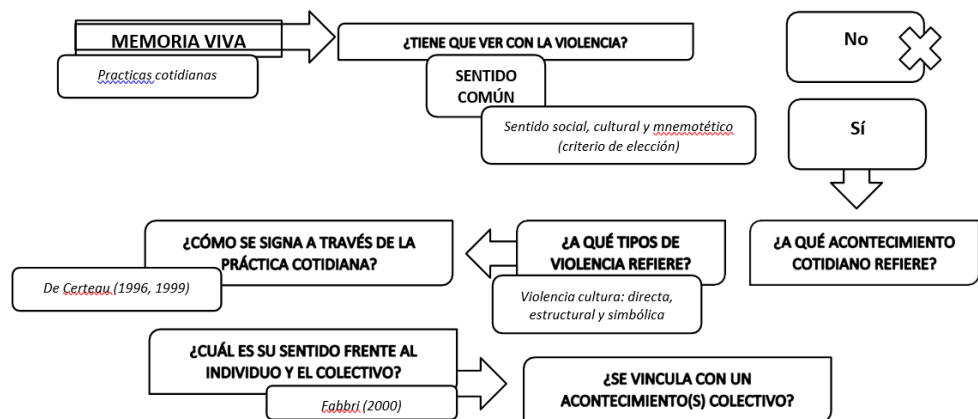 MEMORIA VIVA
Practicas cotidianas
¿TIENE QUE VER CON LA VIOLENCIA?
SENTIDO
COMÚN
Sentido social, cultural y mnemotético
(criterio de elección)
No
Sí
¿A QUÉ ACONTECIMIENTO
COTIDIANO REFIERE?
¿A QUÉ TIPOS DE
VIOLENCIA REFIERE?
Violencia cultura: directa,
estructural y simbólica
¿CÓMO SE SIGNA A TRAVÉS DE LA
PRÁCTICA COTIDIANA?
De Certeau (1996, 1999)
¿CUÁL ES SU SENTIDO FRENTE AL
INDIVIDUO Y EL COLECTIVO?
Fabbri (2000)
¿SE VINCULA CON UN
ACONTECIMIENTO(S) COLECTIVO?